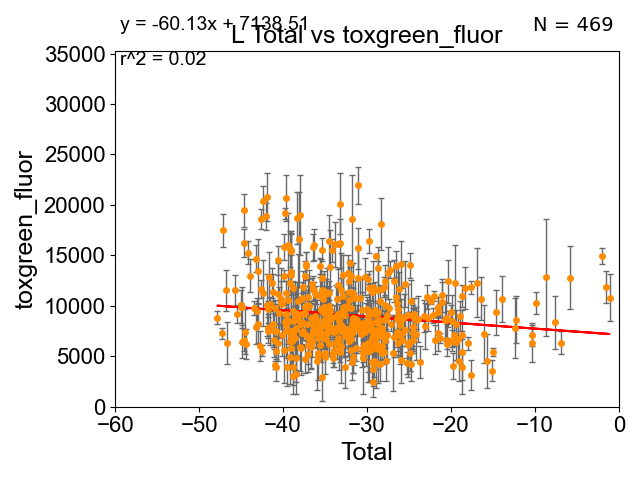 y = -60.13x + 7138.51
N = 469
L Total vs toxgreen_fluor
r^2 = 0.02
35000
30000
25000
20000
15000
10000
5000
0
toxgreen_fluor
−60
−50
−40
−30
−20
−10
0
Total